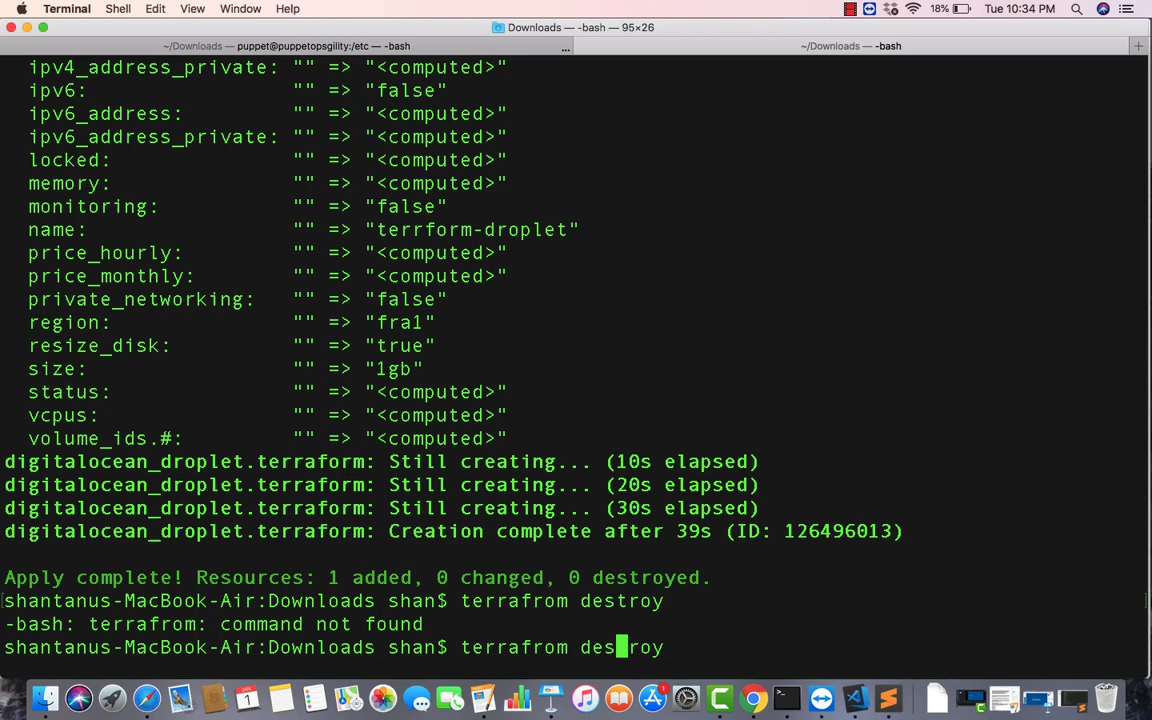 Terminal Shell Edit View Window Help 18% Tue 10:34 PM
Downloads — -bash — 95×26
~/Downloads — puppet@puppetopsgility:/etc — -bash ... ~/Downloads — -bash +
ipv4_address_private: "" => "<computed>"
ipv6: "" => "false"
ipv6_address: "" => "<computed>"
ipv6_address_private: "" => "<computed>"
locked: "" => "<computed>"
memory: "" => "<computed>"
monitoring: "" => "false"
name: "" => "terrform-droplet"
price_hourly: "" => "<computed>"
price_monthly: "" => "<computed>"
private_networking: "" => "false"
region: "" => "fra1"
resize_disk: "" => "true"
size: "" => "1gb"
status: "" => "<computed>"
vcpus: "" => "<computed>"
volume_ids.#: "" => "<computed>"
digitalocean_droplet.terraform: Still creating... (10s elapsed)
digitalocean_droplet.terraform: Still creating... (20s elapsed)
digitalocean_droplet.terraform: Still creating... (30s elapsed)
digitalocean_droplet.terraform: Creation complete after 39s (ID: 126496013)
Apply complete! Resources: 1 added, 0 changed, 0 destroyed.
shantanus-MacBook-Air:Downloads shan$ terrafrom destroy
-bash: terrafrom: command not found
shantanus-MacBook-Air:Downloads shan$ terrafrom destroy